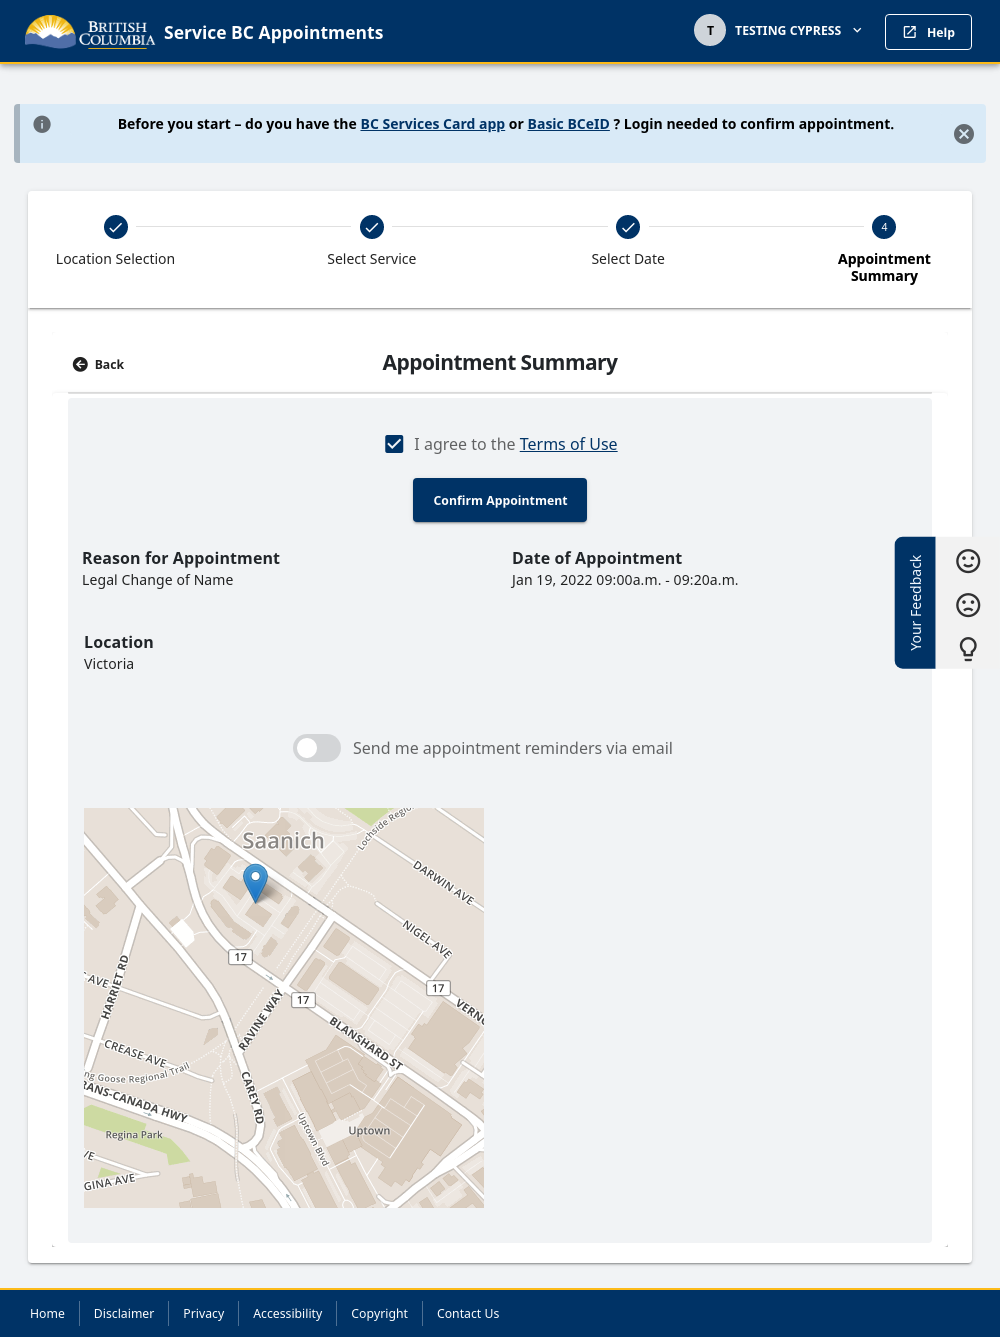 BRITISH
COLUMBIA
Service BC Appointments
T
TESTING CYPRESS
Help
Before you start – do you have the BC Services Card app or Basic BCeID ? Login needed to confirm appointment.
4
Location Selection
Select Service
Select Date
Appointment
Summary
Back
Appointment Summary
I agree to the Terms of Use
Confirm Appointment
Reason for Appointment
Legal Change of Name
Date of Appointment
Jan 19, 2022 09:00a.m. - 09:20a.m.
Your Feedback
Location
Victoria
Send me appointment reminders via email
Saanich
Lochside Regio
DARWIN AVE
NIGEL AVE
17
17
17
VERNO
AVE
HARRIET RD
RAVINE WAY
BLANSHARD ST
CREASE AVE
ng Goose Regional Trail
RANS-CANADA HWY
CAREY RD
Regina Park
Uptown Blvd
Uptown
VE
GINA AVE
Home
Disclaimer
Privacy
Accessibility
Copyright
Contact Us